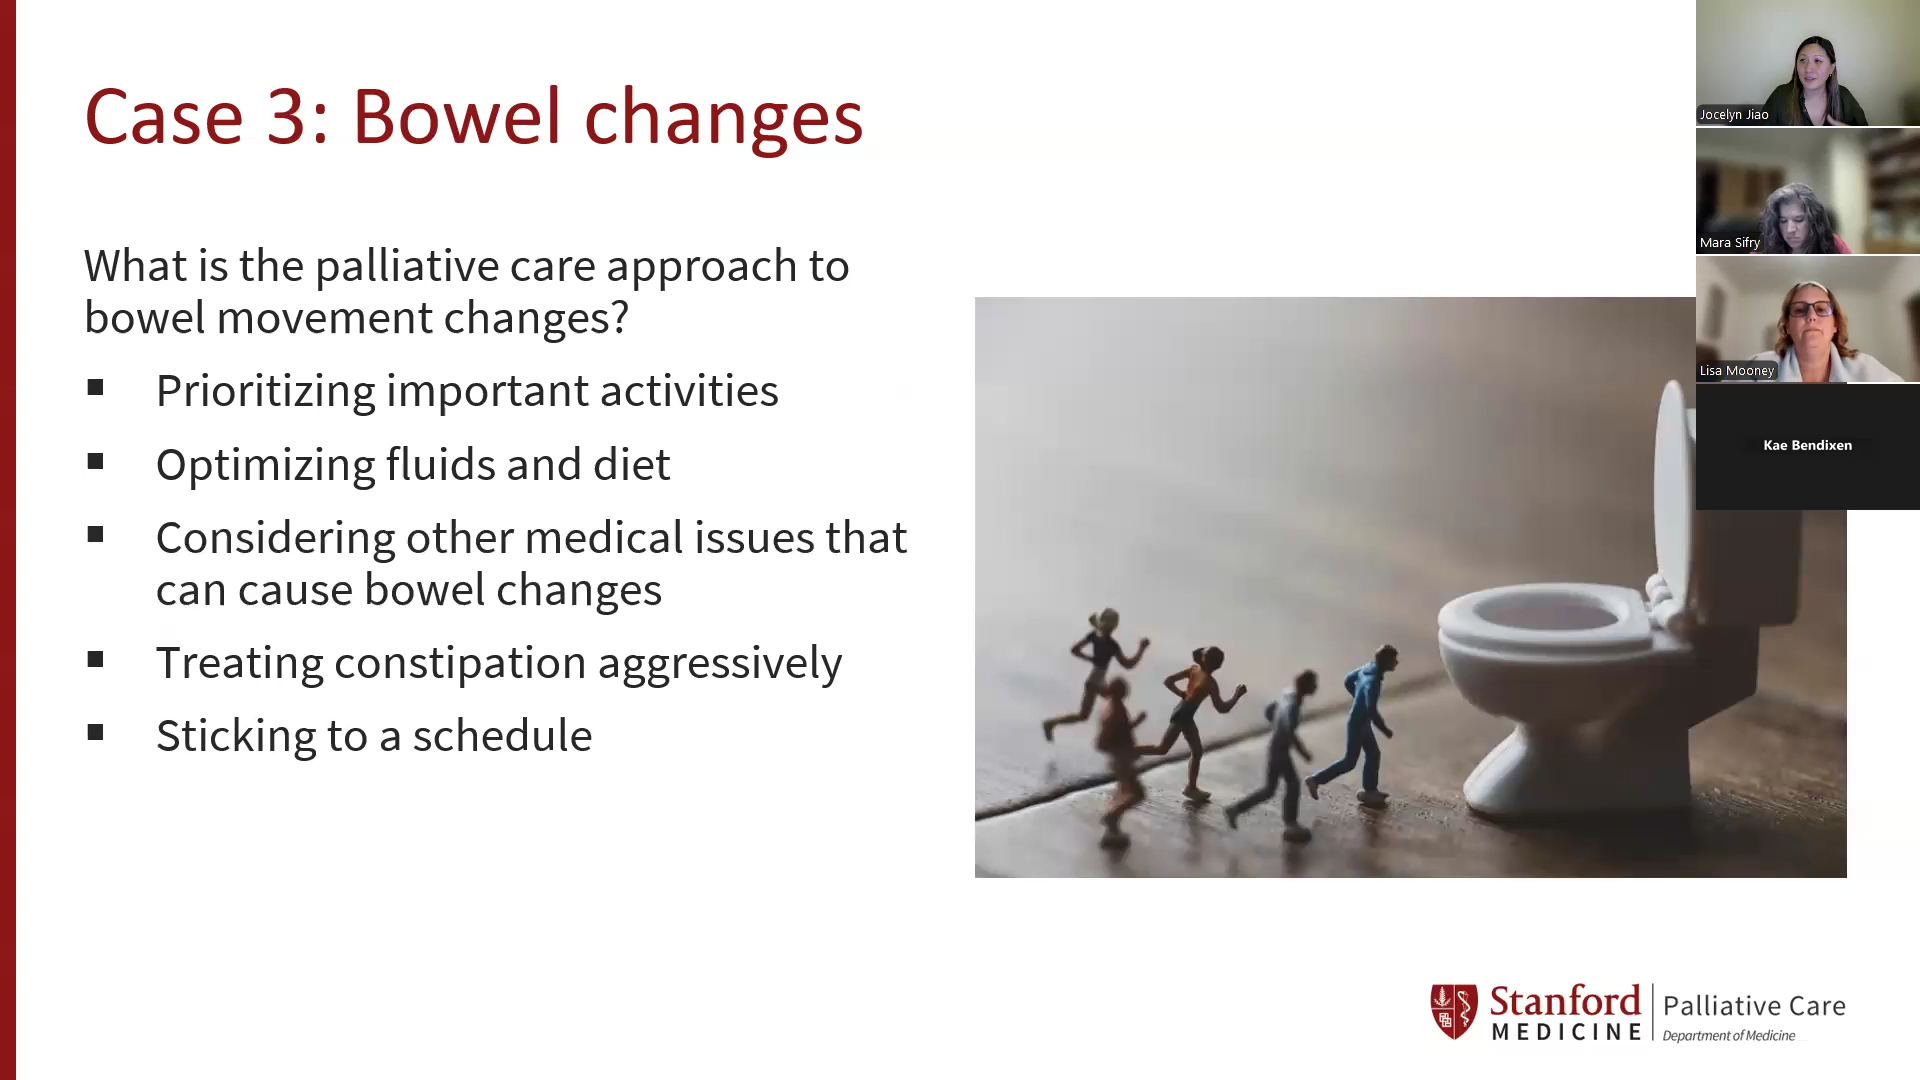 Case 3: Bowel changes
What is the palliative care approach to
bowel movement changes?
■ Prioritizing important activities
■ Optimizing fluids and diet
■ Considering other medical issues that
can cause bowel changes
■ Treating constipation aggressively
■ Sticking to a schedule
Jocelyn Jiao
Mara Sifry
Lisa Mooney
Kae Bendixen
Stanford
MEDICINE
Palliative Care
Department of Medicine